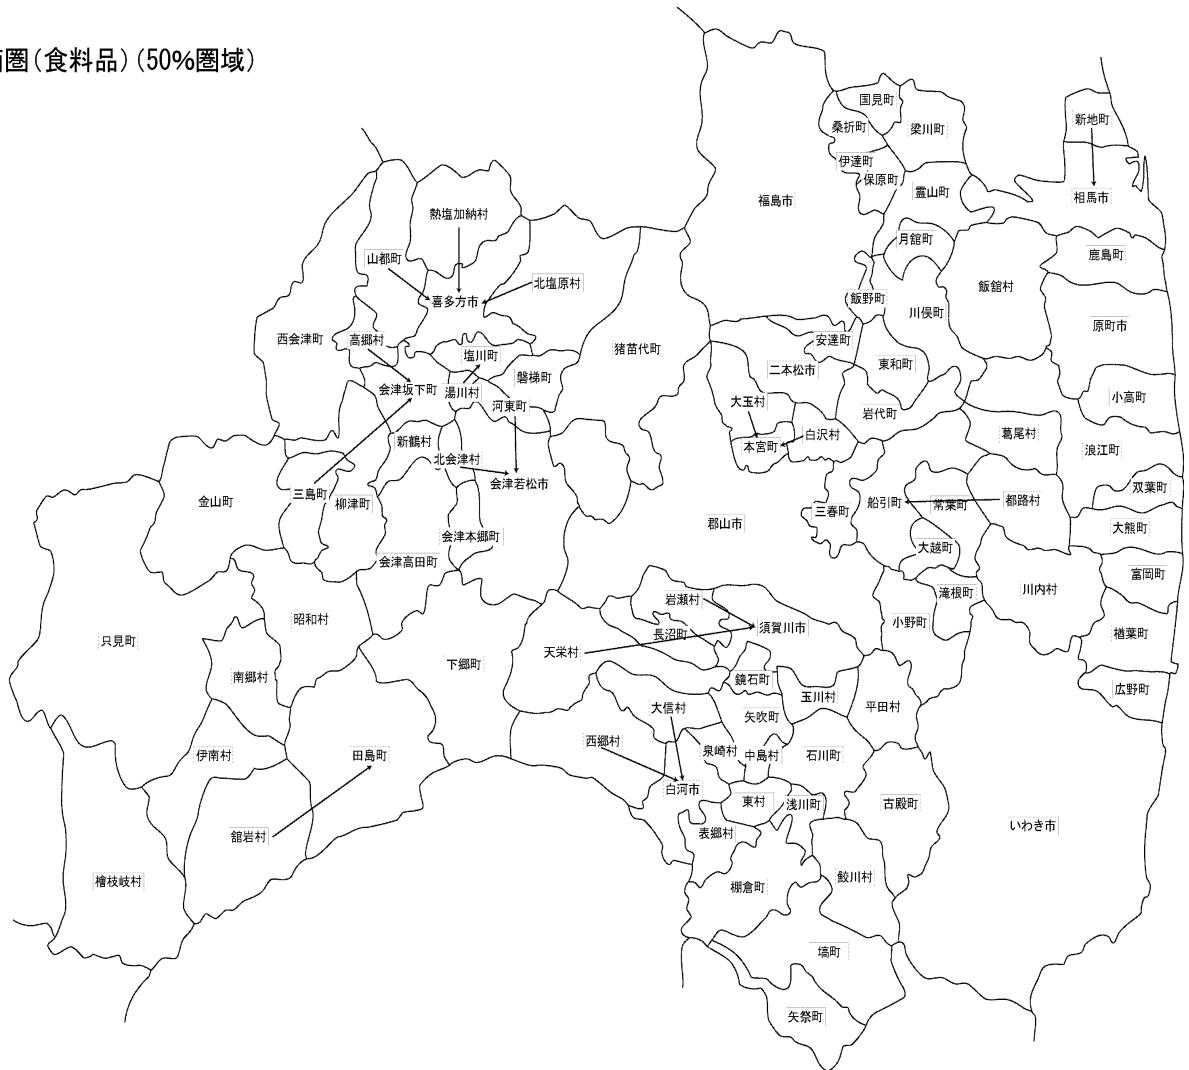 圏(食料品)(50%圏域)
国見町
新地町
桑折町
梁川町
伊達町
保原町
霊山町
相馬市
福島市
熱塩加納村
月舘町
鹿島町
山都町
北塩原村
飯舘村
喜多方市
飯野町
川俣町
原町市
西会津町
高郷村
安達町
猪苗代町
塩川町
東和町
二本松市
磐梯町
会津坂下町
湯川村
小高町
大玉村
河東町
岩代町
新鶴村
白沢村
葛尾村
本宮町
浪江町
北会津村
会津若松市
双葉町
三島町
金山町
柳津町
船引町
常葉町
都路村
三春町
郡山市
大熊町
会津本郷町
大越町
会津高田町
富岡町
川内村
滝根町
岩瀬村
昭和村
小野町
須賀川市
長沼町
楢葉町
只見町
天栄村
下郷町
南郷村
鏡石町
広野町
玉川村
平田村
大信村
矢吹町
西郷村
泉崎村
伊南村
田島町
中島村
石川町
白河市
東村
浅川町
古殿町
いわき市
表郷村
舘岩村
鮫川村
檜枝岐村
棚倉町
塙町
矢祭町